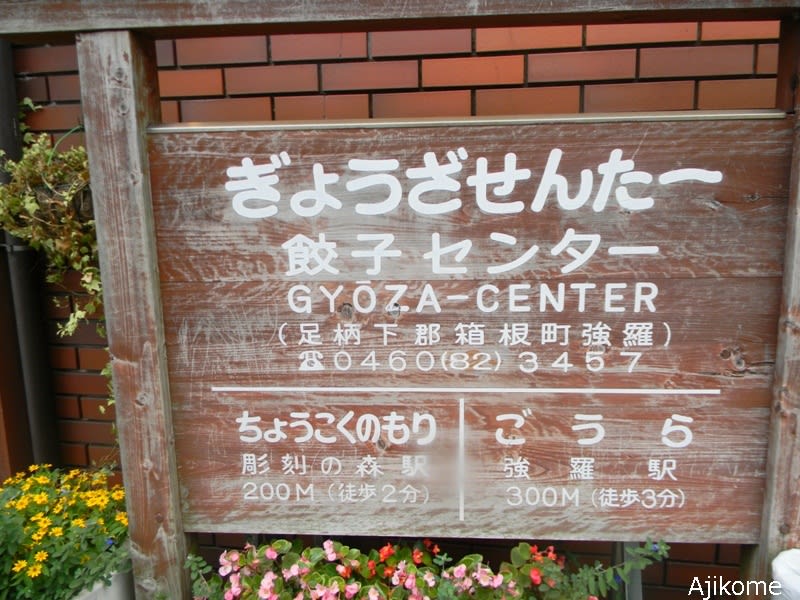 ぎょうざせんたー
餃子センター
GYŌZA-CENTER
(足柄下郡箱根町強羅)
☎0460(82)3457
ちょうこくのもり
彫刻の森駅
200M(徒歩2分)
ごうら
強羅駅
300M(徒歩3分)
Ajikome